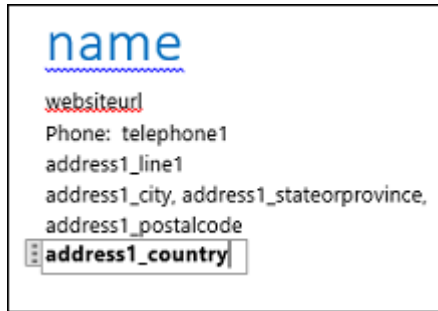 name
websiteurl
Phone: telephone1
address1_line1
address1_city, address1_stateorprovince,
address1_postalcode
address1_country